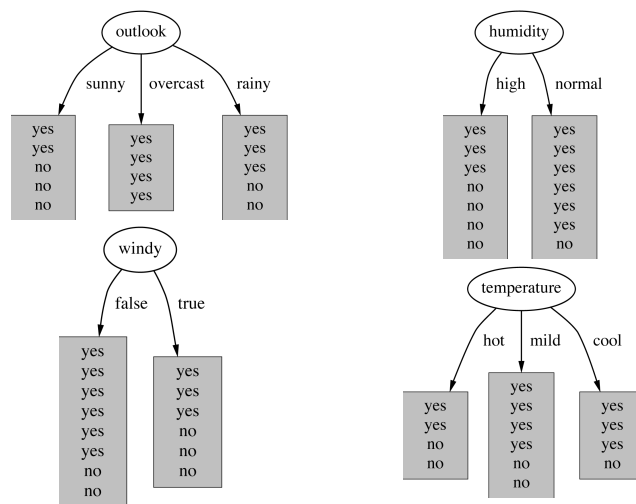 outlook
sunny overcast rainy
yes
yes
no
no
no
yes
yes
yes
yes
yes
yes
yes
no
no
humidity
high normal
yes
yes
yes
no
no
no
no
yes
yes
yes
yes
yes
yes
no
windy
false true
yes
yes
yes
yes
yes
yes
no
no
yes
yes
yes
no
no
no
temperature
hot mild cool
yes
yes
no
no
yes
yes
yes
yes
no
no
yes
yes
yes
no